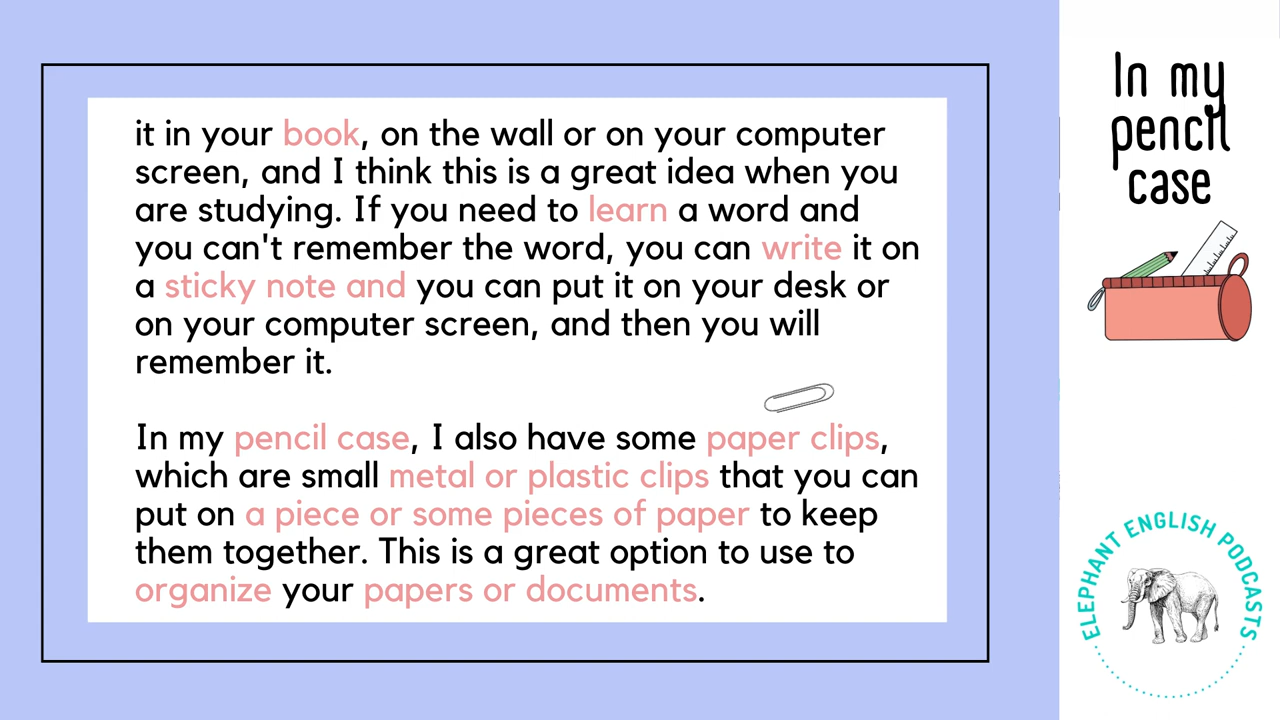 it in your book, on the wall or on your computer
screen, and I think this is a great idea when you
are studying. If you need to learn a word and
you can't remember the word, you can write it on
a sticky note and you can put it on your desk or
on your computer screen, and then you will
remember it.
In my pencil case, I also have some paper clips,
which are small metal or plastic clips that you can
put on a piece or some pieces of paper to keep
them together. This is a great option to use to
organize your papers or documents.
In my
pencil
case
ELEPHANT ENGLISH PODCASTS